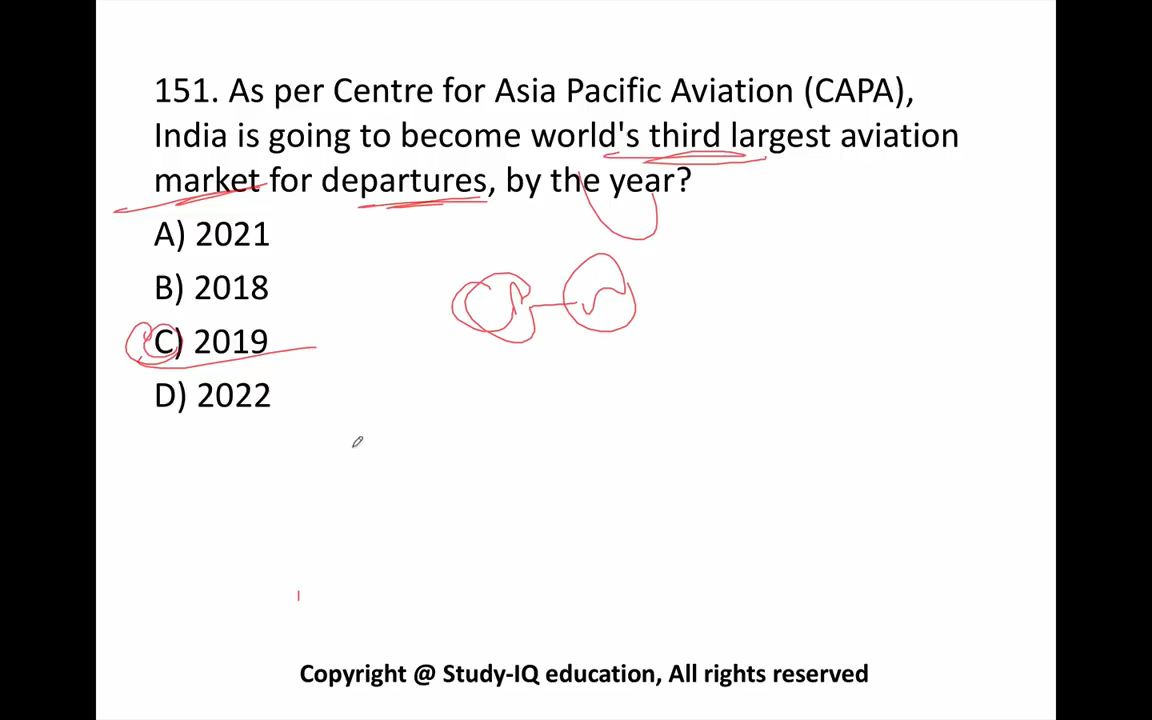 151. As per Centre for Asia Pacific Aviation (CAPA),
India is going to become world's third largest aviation
market for departures, by the year?
A) 2021
B) 2018
C) 2019
D) 2022
Copyright @ Study-IQ education, All rights reserved